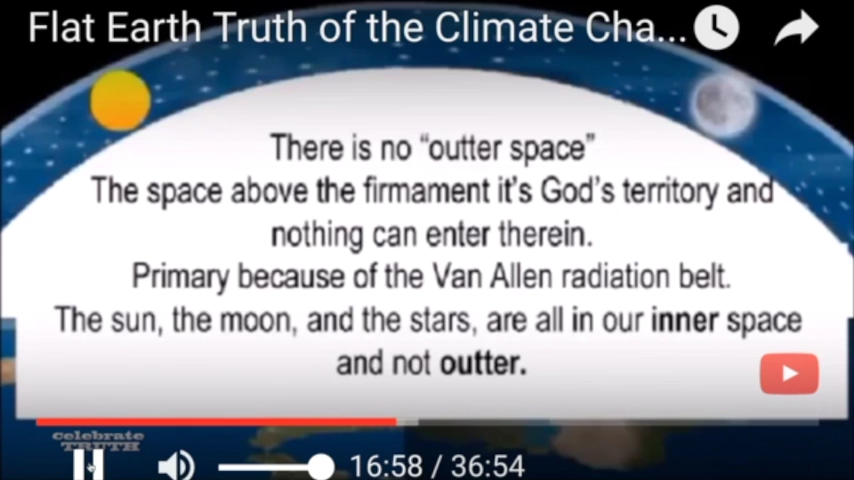 Flat Earth Truth of the Climate Cha...
There is no “outter space”
The space above the firmament it's God's territory and
nothing can enter therein.
Primary because of the Van Allen radiation belt.
The sun, the moon, and the stars, are all in our inner space
and not outter.
celebrate
TRUTH
16:58 / 36:54